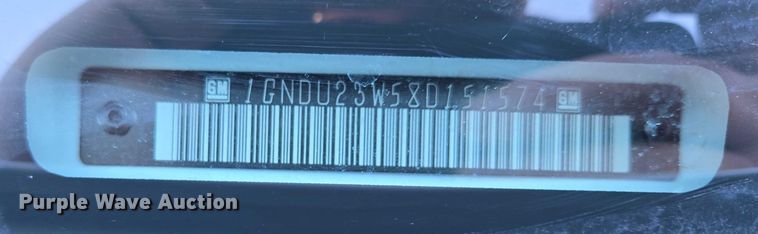 GM 1GNDU23W58D151574 GM
Purple Wave Auction